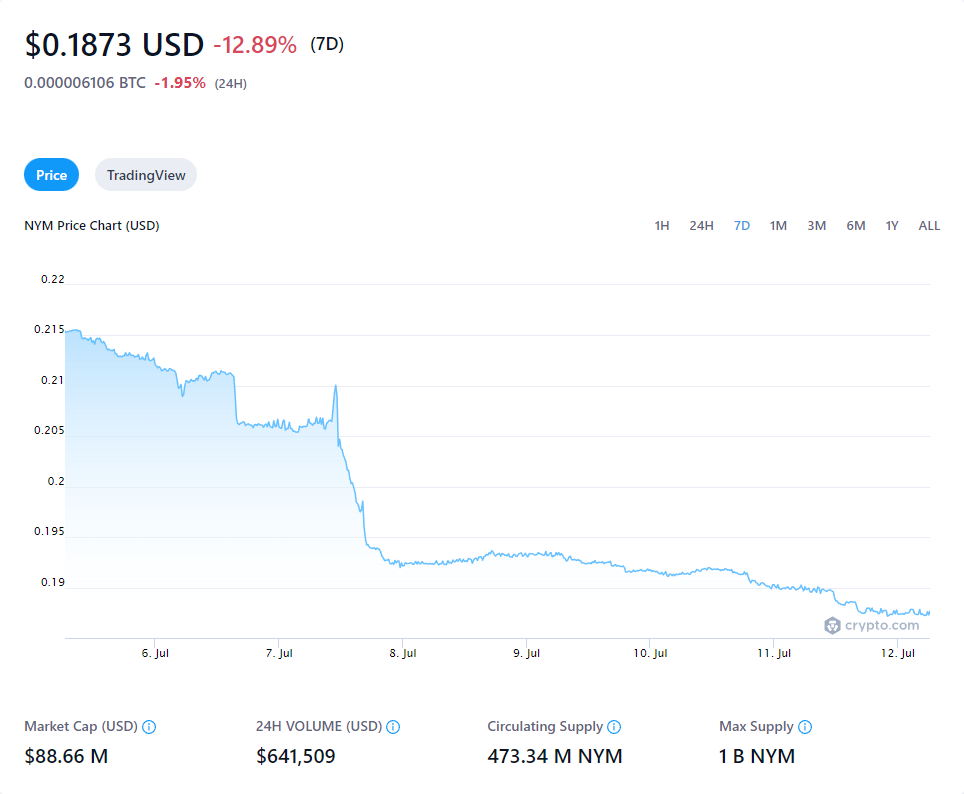 $0.1873 USD -12.89% (7D)
0.000006106 BTC -1.95% (24H)
Price TradingView
NYM Price Chart (USD)
1H 24H 7D 1M 3M 6M 1Y ALL
0.22
0.215
0.21
0.205
0.2
0.195
0.19
crypto.com
6. Jul 7. Jul 8. Jul 9. Jul 10. Jul 11. Jul 12. Jul
Market Cap (USD) 24H VOLUME (USD) Circulating Supply Max Supply
$88.66 M $641,509 473.34 M NYM 1 B NYM